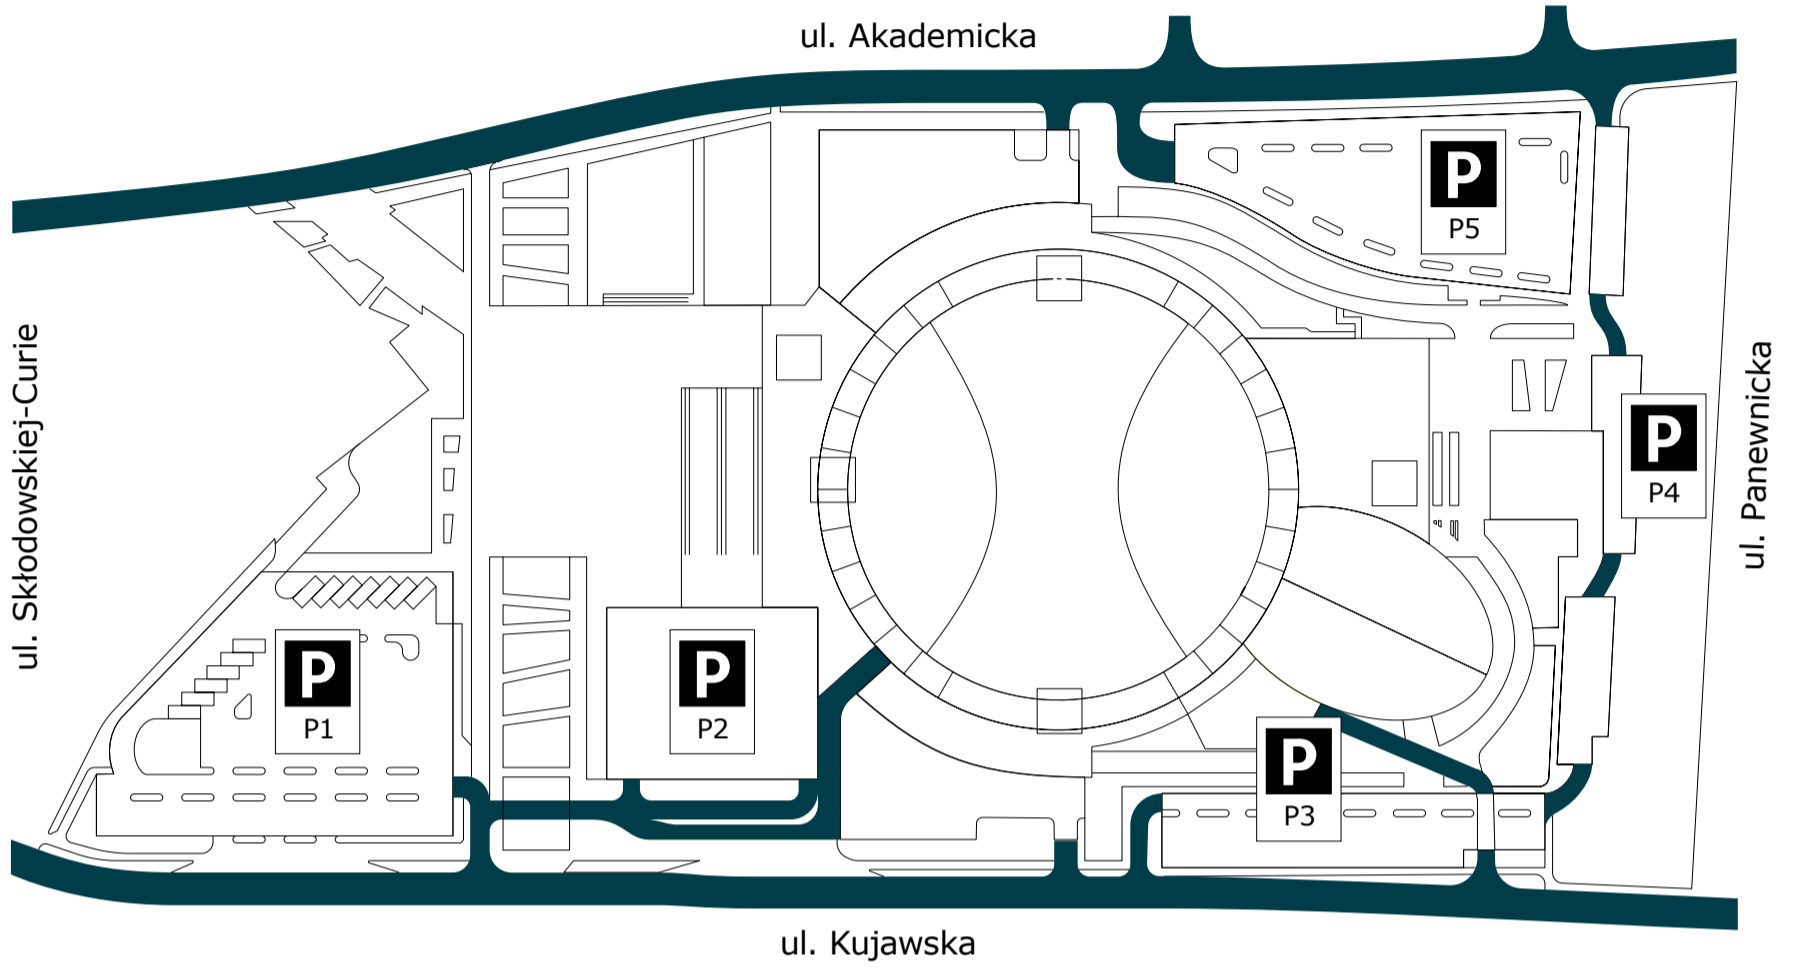 ul. Akademicka
P
P5
ul. Skłodowskiej-Curie
ul. Panewnicka
P
P4
P
P1
P
P2
P
P3
ul. Kujawska